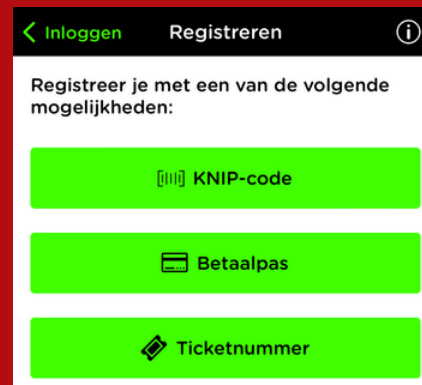 Inloggen Registreren
Registreer je met een van de volgende
mogelijkheden:
KNIP-code
Betaalpas
Ticketnummer